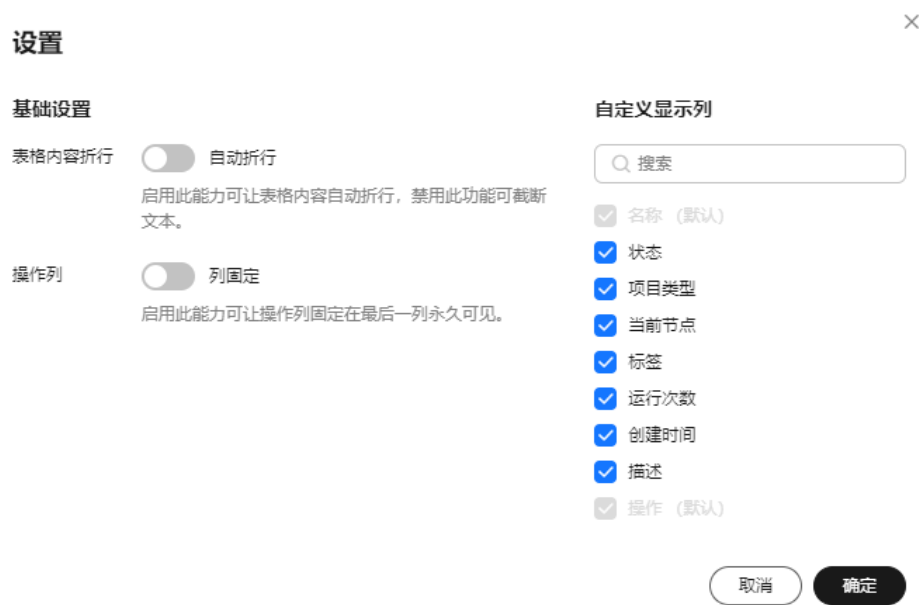 设置
基础设置
表格内容折行
自动折行
启用此能力可让表格内容自动折行，禁用此功能可截断
文本。
操作列
列固定
启用此能力可让操作列固定在最后一列永久可见。
自定义显示列
搜索
名称 （默认）
状态
项目类型
当前节点
标签
运行次数
创建时间
描述
操作 （默认）
取消
确定